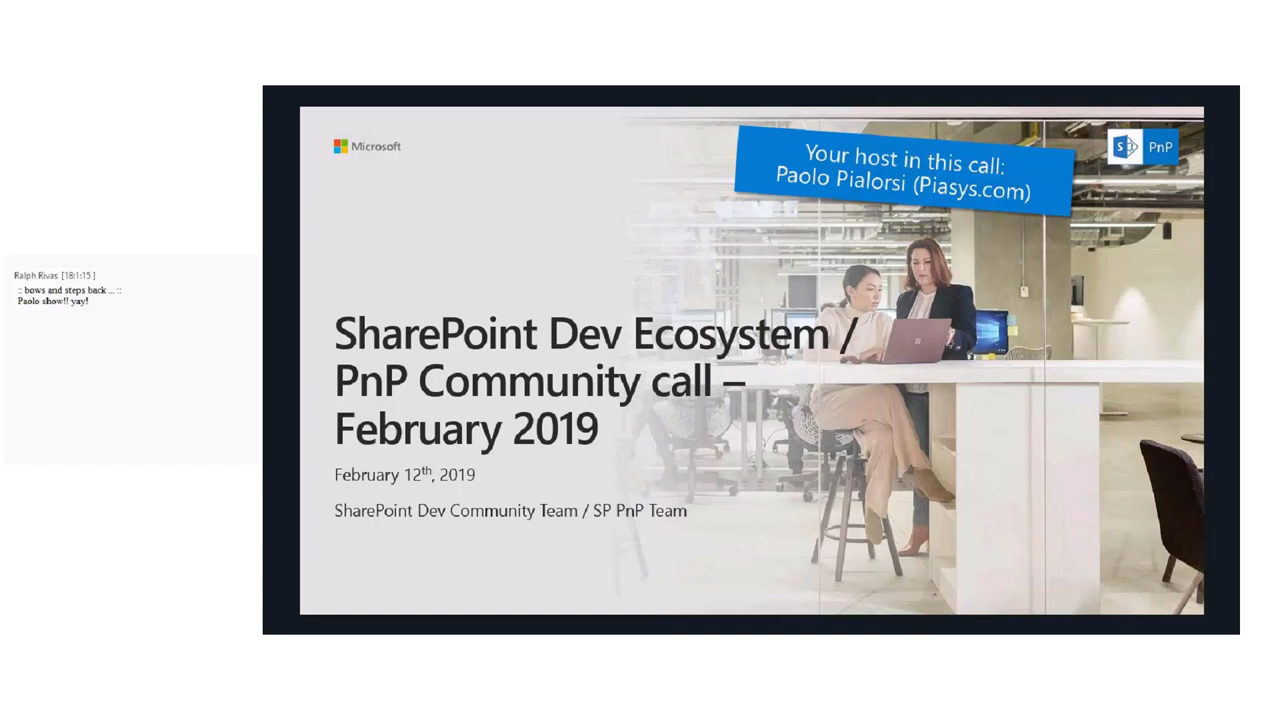 Ralph Rivas [18:1:15 ]
:: bows and steps back ... ::
Paolo show!! yay!
Microsoft
Your host in this call:
Paolo Pialorsi (Piasys.com)
S
PnP
SharePoint Dev Ecosystem /
PnP Community call –
February 2019
February 12th, 2019
SharePoint Dev Community Team / SP PnP Team